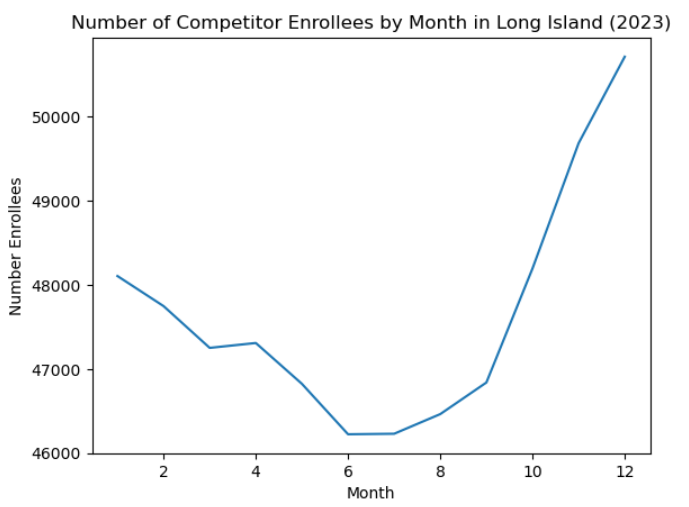 Number of Competitor Enrollees by Month in Long Island (2023)
Number Enrollees
50000
49000
48000
47000
46000
2 4 6 8 10 12
Month